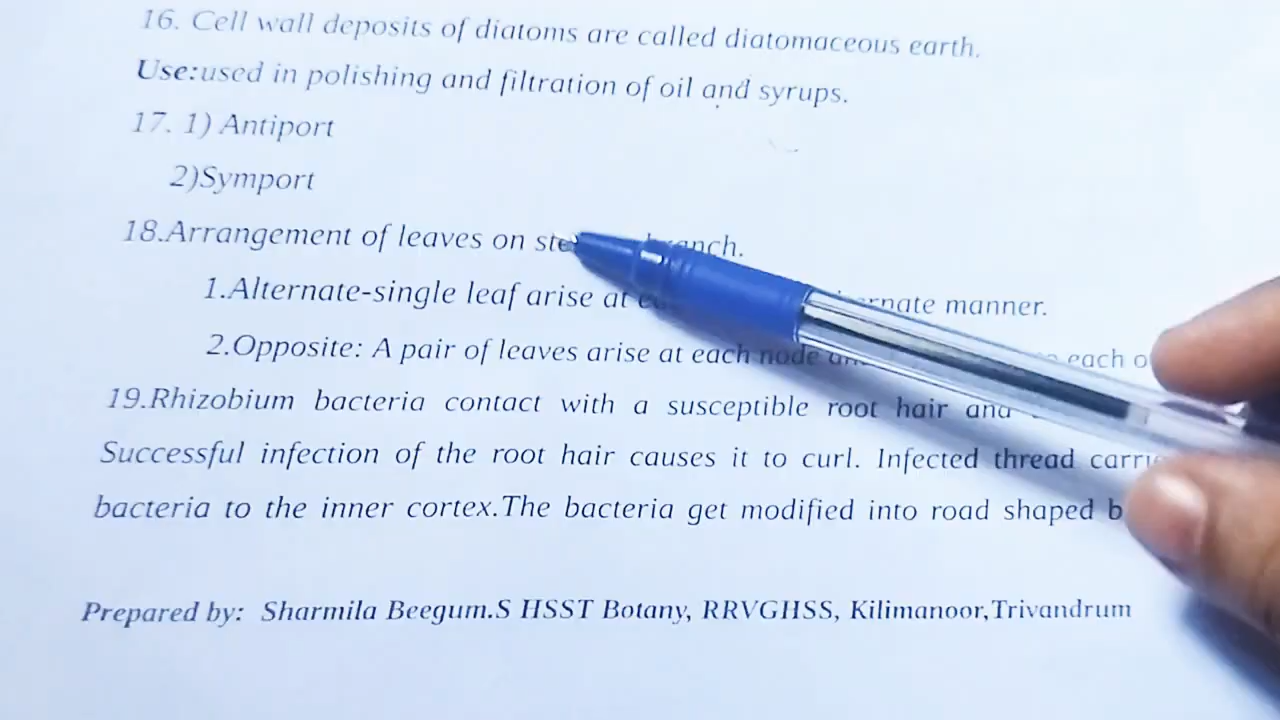 16. Cell wall deposits of diatoms are called diatomaceous earth.
Use:used in polishing and filtration of oil and syrups.
17. 1) Antiport
2)Symport
18.Arrangement of leaves on branch.
1.Alternate-single leaf arise at manner.
2.Opposite: A pair of leaves arise at each node each
19.Rhizobium bacteria contact with a susceptible root hair and
Successful infection of the root hair causes it to curl. Infected thread
bacteria to the inner cortex.The bacteria get modified into road shaped
Prepared by: Sharmila Beegum.S HSST Botany, RRVGHSS, Kilimanoor,Trivandrum